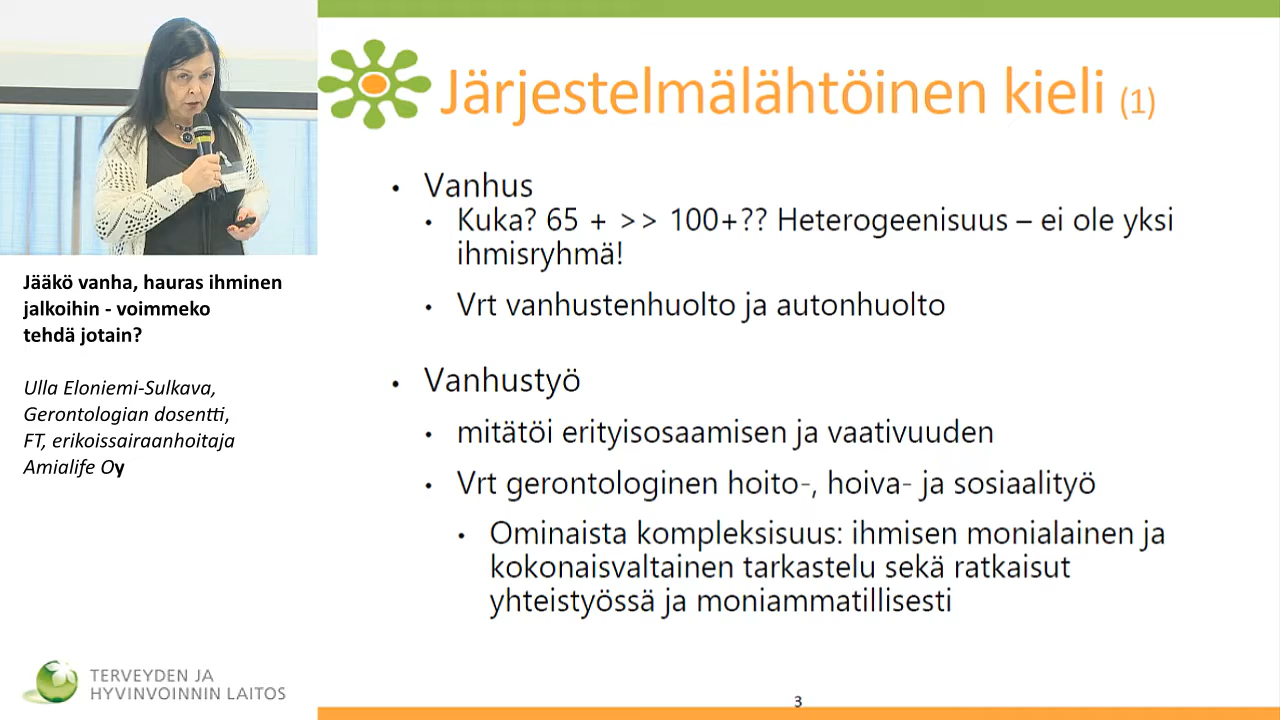 Järjestelmälähtöinen kieli (1)
• Vanhus
• Kuka? 65 + >> 100+?? Heterogeenisuus – ei ole yksi
ihmisryhmä!
• Vrt vanhustenhuolto ja autonhuolto
• Vanhustyö
• mitätöi erityisosaamisen ja vaativuuden
• Vrt gerontologinen hoito-, hoiva- ja sosiaalityö
• Ominaista kompleksisuus: ihmisen monialainen ja
kokonaisvaltainen tarkastelu sekä ratkaisut
yhteistyössä ja moniammatillisesti
Jääkö vanha, hauras ihminen
jalkoihin - voimmeko
tehdä jotain?
Ulla Eloniemi-Sulkava,
Gerontologian dosentti,
FT, erikoissairaanhoitaja
Amialife Oy
TERVEYDEN JA
HYVINVOINNIN LAITOS
3